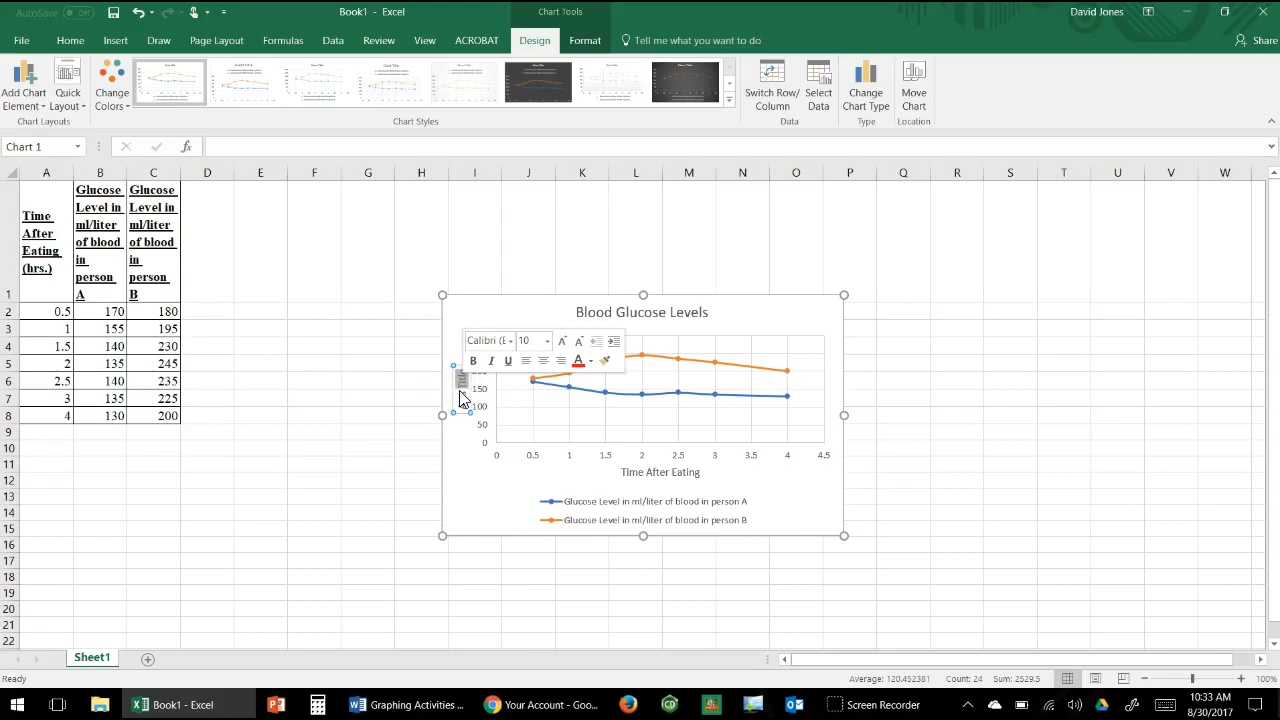 AutoSave Off
Book1 - Excel
Chart Tools
David Jones
File Home Insert Draw Page Layout Formulas Data Review View ACROBAT Design Format Tell me what you want to do Share
Add Chart Element
Quick Layout
Change Colors
Switch Row/ Column
Select Data
Change Chart Type
Move Chart
Chart Layouts Chart Styles Data Type Location
Chart 1
fx
A B C D E F G H I J K L M N O P Q R S T U V W
Time After Eating (hrs.)
Glucose Level in ml/liter of blood in person A
Glucose Level in ml/liter of blood in person B
1
2 0.5 170 180
3 1 155 195
4 1.5 140 230
5 2 135 245
6 2.5 140 235
7 3 135 225
8 4 130 200
9
10
11
12
13
14
15
16
17
18
19
20
21
22
Blood Glucose Levels
10
B I U A
150
100
50
0
0 0.5 1 1.5 2 2.5 3 3.5 4 4.5
Time After Eating
Glucose Level in ml/liter of blood in person A
Glucose Level in ml/liter of blood in person B
Sheet1
Ready
Average: 120.452381 Count: 24 Sum: 2529.5
100%
Book1 - Excel
Graphing Activities ...
Your Account - Goo...
Screen Recorder
10:33 AM
8/30/2017